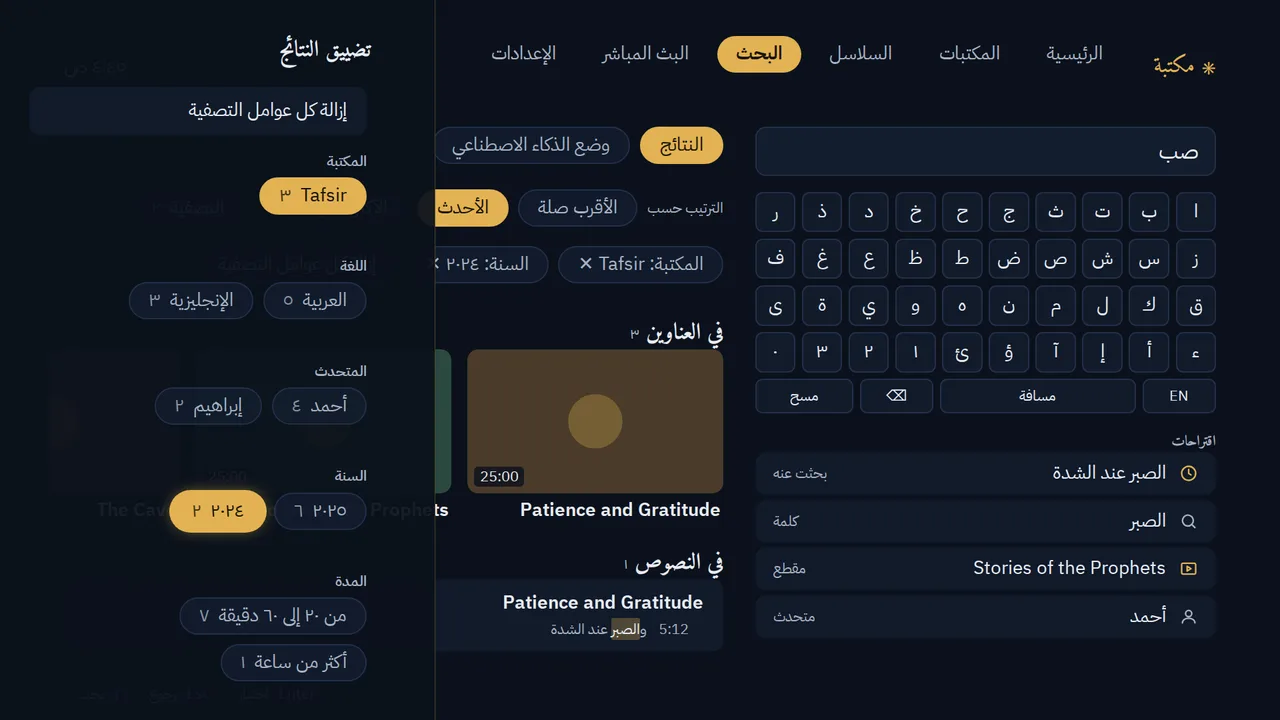 مكتبة
الرئيسية
المكتبات
السلاسل
البحث
البث المباشر
الإعدادات
صب
ا ب ت ث ج ح خ د ذ ر
ز س ش ص ض ط ظ ع غ ف
ق ك ل م ن ه و ي ة ى
ء أ إ آ ؤ ئ ١ ٢ ٣ ٠
EN مسافة ⌫ مسح
اقتراحات
الصبر عند الشدة بحثت عنه
الصبر كلمة
Stories of the Prophets مقطع
أحمد متحدث
النتائج وضع الذكاء الاصطناعي
الترتيب حسب الأقرب صلة الأحدث
المكتبة: Tafsir ✕ السنة: ٢٠٢٤ ✕
في العناوين ٣
25:00
Patience and Gratitude
The Cav Prophets
في النصوص ١
Patience and Gratitude
5:12 والصبر عند الشدة
تضييق النتائج
إزالة كل عوامل التصفية
المكتبة
Tafsir ٣
اللغة
العربية ٥ الإنجليزية ٣
المتحدث
أحمد ٤ إبراهيم ٢
السنة
٢٠٢٥ ٦ ٢٠٢٤ ٢
المدة
من ٢٠ إلى ٦٠ دقيقة ٧
أكثر من ساعة ١